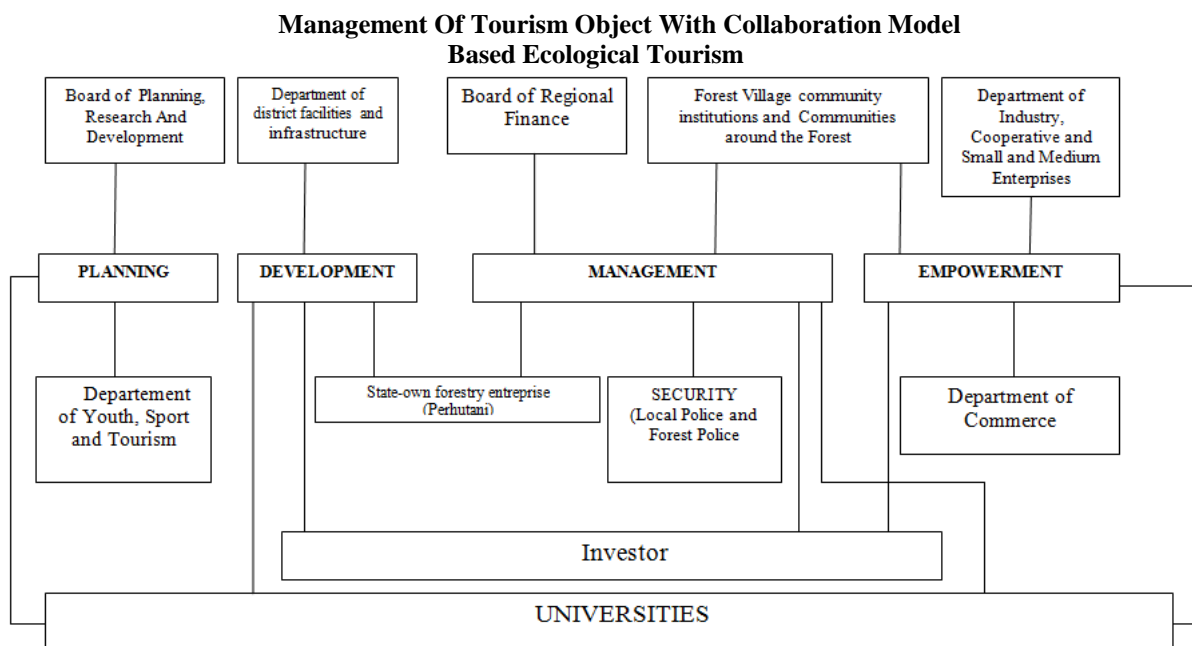 Management Of Tourism Object With Collaboration Model
Based Ecological Tourism
Board of Planning,
Research And
Development
Department of
district facilities and
infrastructure
Board of Regional
Finance
Forest Village community
institutions and Communities
around the Forest
Department of
Industry,
Cooperative and
Small and Medium
Enterprises
PLANNING
DEVELOPMENT
MANAGEMENT
EMPOWERMENT
Departement
of Youth, Sport
and Tourism
State-own forestry entreprise
(Perhutani)
SECURITY
(Local Police and
Forest Police
Department of
Commerce
Investor
UNIVERSITIES